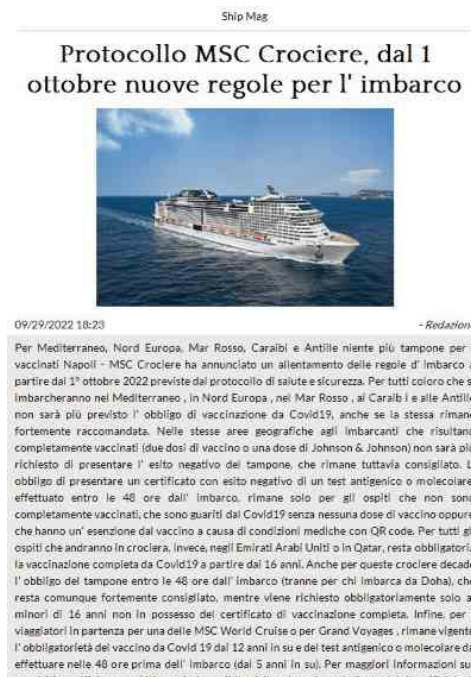 Ship Mag
Protocollo MSC Crociere, dal 1
ottobre nuove regole per l' imbarco
09/29/2022 18:23
- Redazione
Per Mediterraneo, Nord Europa, Mar Rosso, Caraibi e Antille niente più tampone per i
vaccinati Napoli - MSC Crociere ha annunciato un allentamento delle regole d' imbarco a
partire dal 1° ottobre 2022 previste dal protocollo di salute e sicurezza. Per tutti coloro che si
imbarcheranno nel Mediterraneo , in Nord Europa , nel Mar Rosso , ai Caraibi i e alle Antille
non sarà più previsto l' obbligo di vaccinazione da Covid19, anche se la stessa rimane
fortemente raccomandata. Nelle stesse aree geografiche agli imbarcanti che risultano
completamente vaccinati (due dosi di vaccino o una dose di Johnson & Johnson) non sarà più
richiesto di presentare l' esito negativo del tampone, che rimane tuttavia consigliato. L'
obbligo di presentare un certificato con esito negativo di un test antigenico o molecolare,
effettuato entro le 48 ore dall' imbarco, rimane solo per gli ospiti che non sono
completamente vaccinati, che sono guariti dal Covid19 senza nessuna dose di vaccino oppure
che hanno un' esenzione dal vaccino a causa di condizioni mediche con QR code. Per tutti gli
ospiti che andranno in crociera, invece, negli Emirati Arabi Uniti o in Qatar, resta obbligatoria
la vaccinazione completa da Covid19 a partire dai 16 anni. Anche per queste crociere decade
l' obbligo del tampone entro le 48 ore dall' imbarco (tranne per chi imbarca da Doha), che
resta comunque fortemente consigliato, mentre viene richiesto obbligatoriamente solo ai
minori di 16 anni non in possesso del certificato di vaccinazione completa. Infine, per i
viaggiatori in partenza per una delle MSC World Cruise o per Grand Voyages , rimane vigente
l' obbligatorietà del vaccino da Covid 19 dai 12 anni in su e del test antigenico o molecolare da
effettuare nelle 48 ore prima dell' imbarco (dai 5 anni in su). Per maggiori informazioni sui